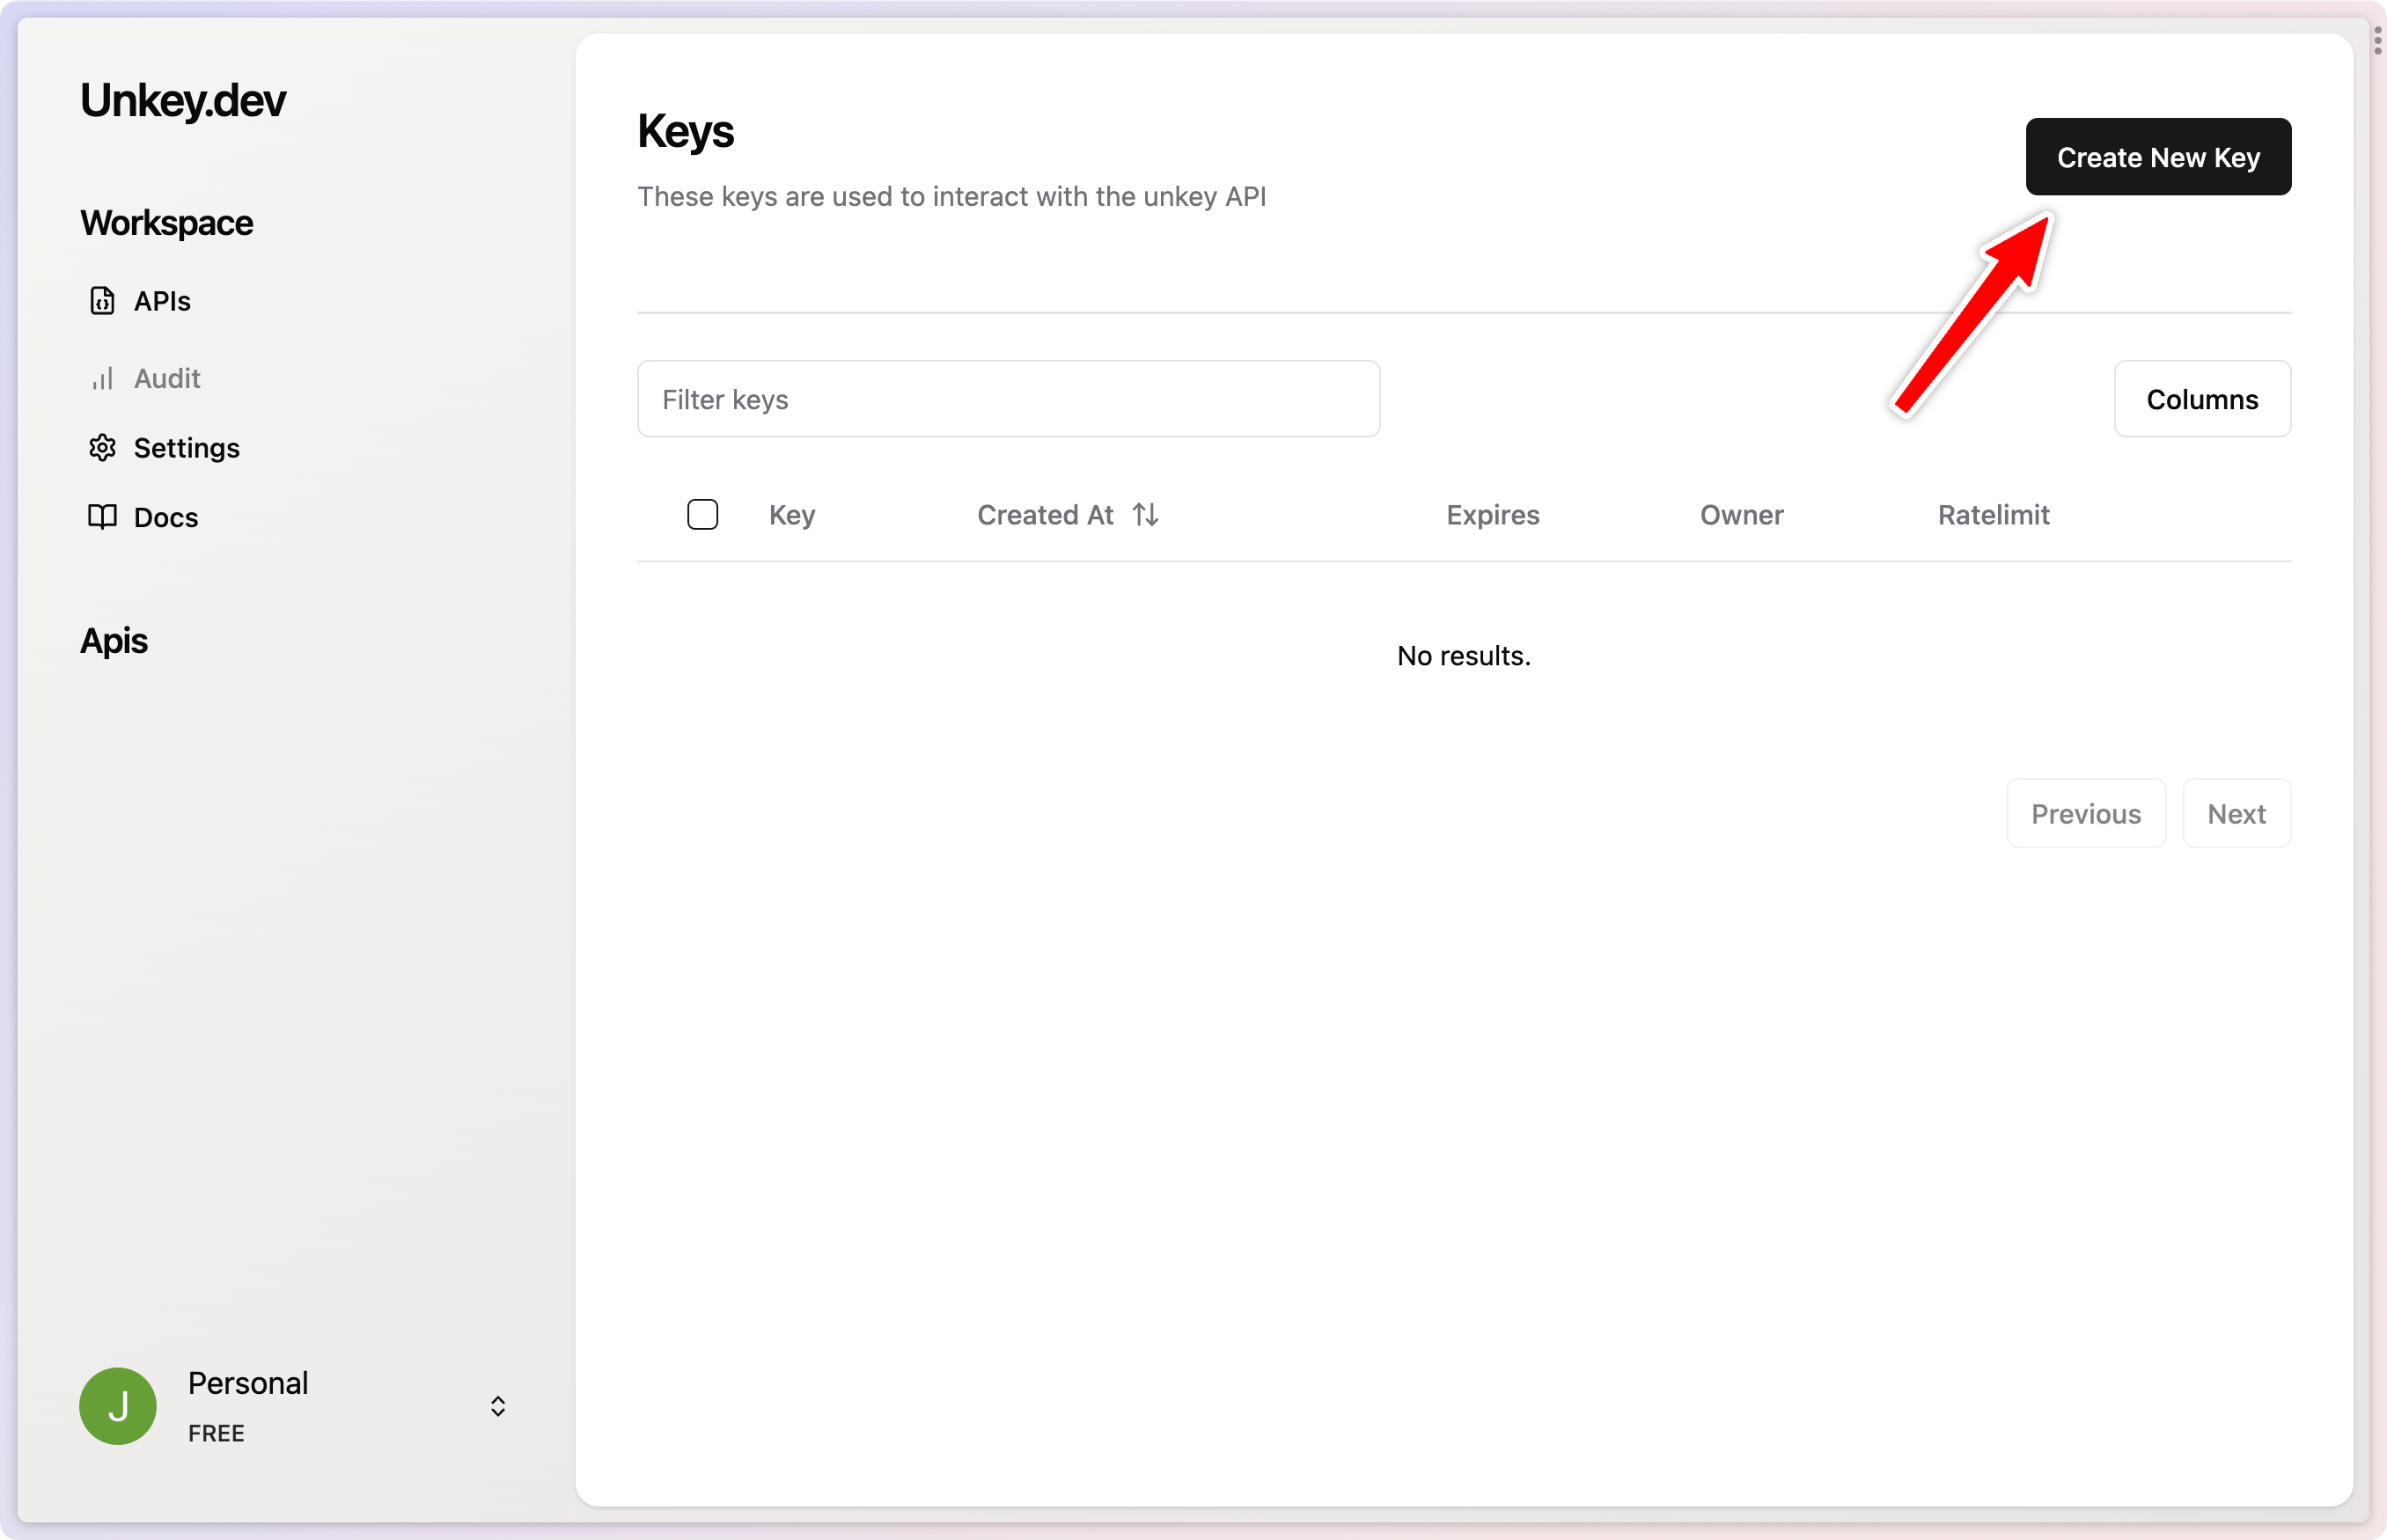 Unkey.dev
Workspace
APIs
Audit
Settings
Docs
Apis
Personal
FREE
J
Keys
These keys are used to interact with the unkey API
Create New Key
Filter keys
Columns
Key Created At Expires Owner Ratelimit
No results.
Previous Next